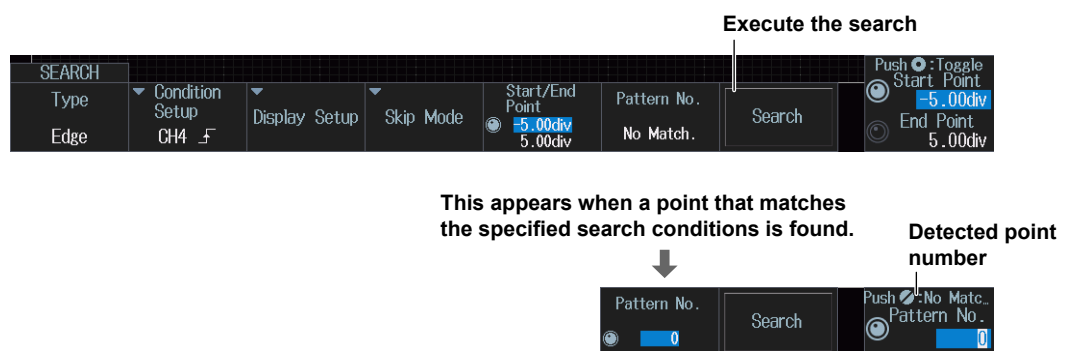 Execute the search
SEARCH
Type
Edge
Condition
Setup
CH4
Display Setup
Skip Mode
Start/End
Point
-5.00div
5.00div
Pattern No.
No Match.
Search
Push :Toggle
Start Point
-5.00div
End Point
5.00div
This appears when a point that matches
the specified search conditions is found.
Detected point
number
Pattern No.
0
Search
Push :No Matc…
Pattern No.
0